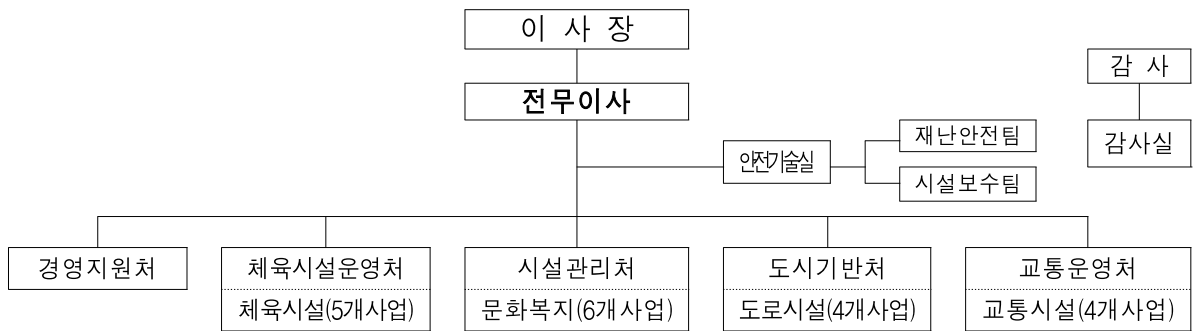 이 사 장
감 사
전무이사
재난안전팀
안전기술실
감사실
시설보수팀
경영지원처
체육시설운영처
시설관리처
도시기반처
교통운영처
체육시설(5개사업)
문화복지(6개사업)
도로시설(4개사업)
교통시설(4개사업)